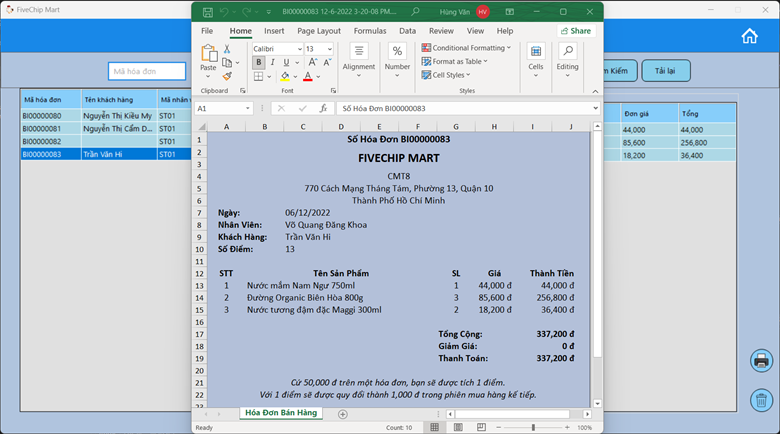 FiveChip Mart
BI00000083 12-6-2022 3-20-08 PM...
Hùng Văn
HV
File Home Insert Page Layout Formulas Data Review View Help Share
Mã hóa đơn
Tải lại
Paste
Calibri 13
B I U
Alignment
Number
Conditional Formatting
Format as Table
Cell Styles
Cells
Editing
Clipboard Font Styles
A1 Số Hóa Đơn BI00000083
Mã hóa đơn Tên khách hàng Mã nhân
BI00000080 Nguyễn Thị Kiều My ST01
BI00000081 Nguyễn Thị Cẩm D... ST01
BI00000082 ST01
BI00000083 Trần Văn Hi ST01
Đơn giá Tổng
44,000 44,000
85,600 256,800
18,200 36,400
A B C D E F G H I J
1 Số Hóa Đơn BI00000083
2
3 FIVECHIP MART
4 CMT8
5 770 Cách Mạng Tháng Tám, Phường 13, Quận 10
6 Thành Phố Hồ Chí Minh
7 Ngày: 06/12/2022
8 Nhân Viên: Võ Quang Đăng Khoa
9 Khách Hàng: Trần Văn Hi
10 Số Điểm: 13
11
12 STT Tên Sản Phẩm SL Giá Thành Tiền
13 1 Nước mắm Nam Ngư 750ml 1 44,000 đ 44,000 đ
14 2 Đường Organic Biên Hòa 800g 3 85,600 đ 256,800 đ
15 3 Nước tương đậm đặc Maggi 300ml 2 18,200 đ 36,400 đ
16
17 Tổng Cộng: 337,200 đ
18 Giảm Giá: 0 đ
19 Thanh Toán: 337,200 đ
20
21 Cứ 50,000 đ trên một hóa đơn, bạn sẽ được tích 1 điểm.
22 Với 1 điểm sẽ được quy đổi thành 1,000 đ trong phiên mua hàng kế tiếp.
Hóa Đơn Bán Hàng
Ready Count: 10 100%